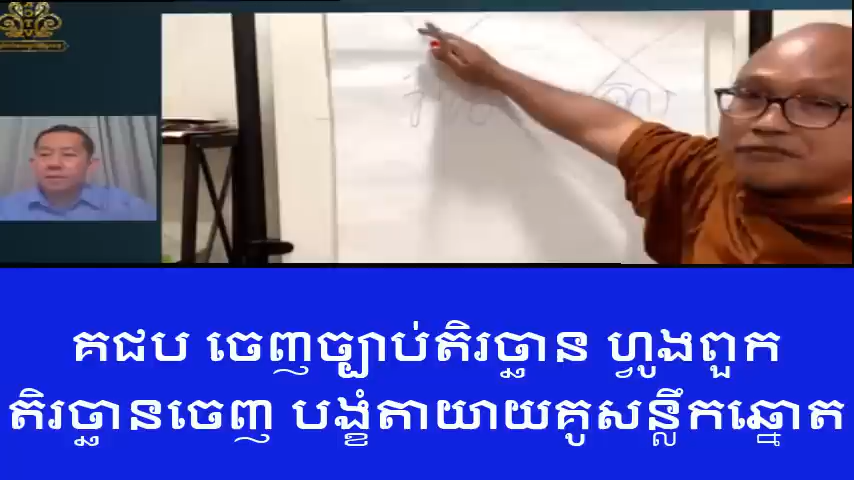 គជប ចេញច្បាប់តិរច្ឆាន ហ្វូងពួក
តិរច្ឆានចេញ បង្ខំតាយាយគូសន្លឹកឆ្នោត